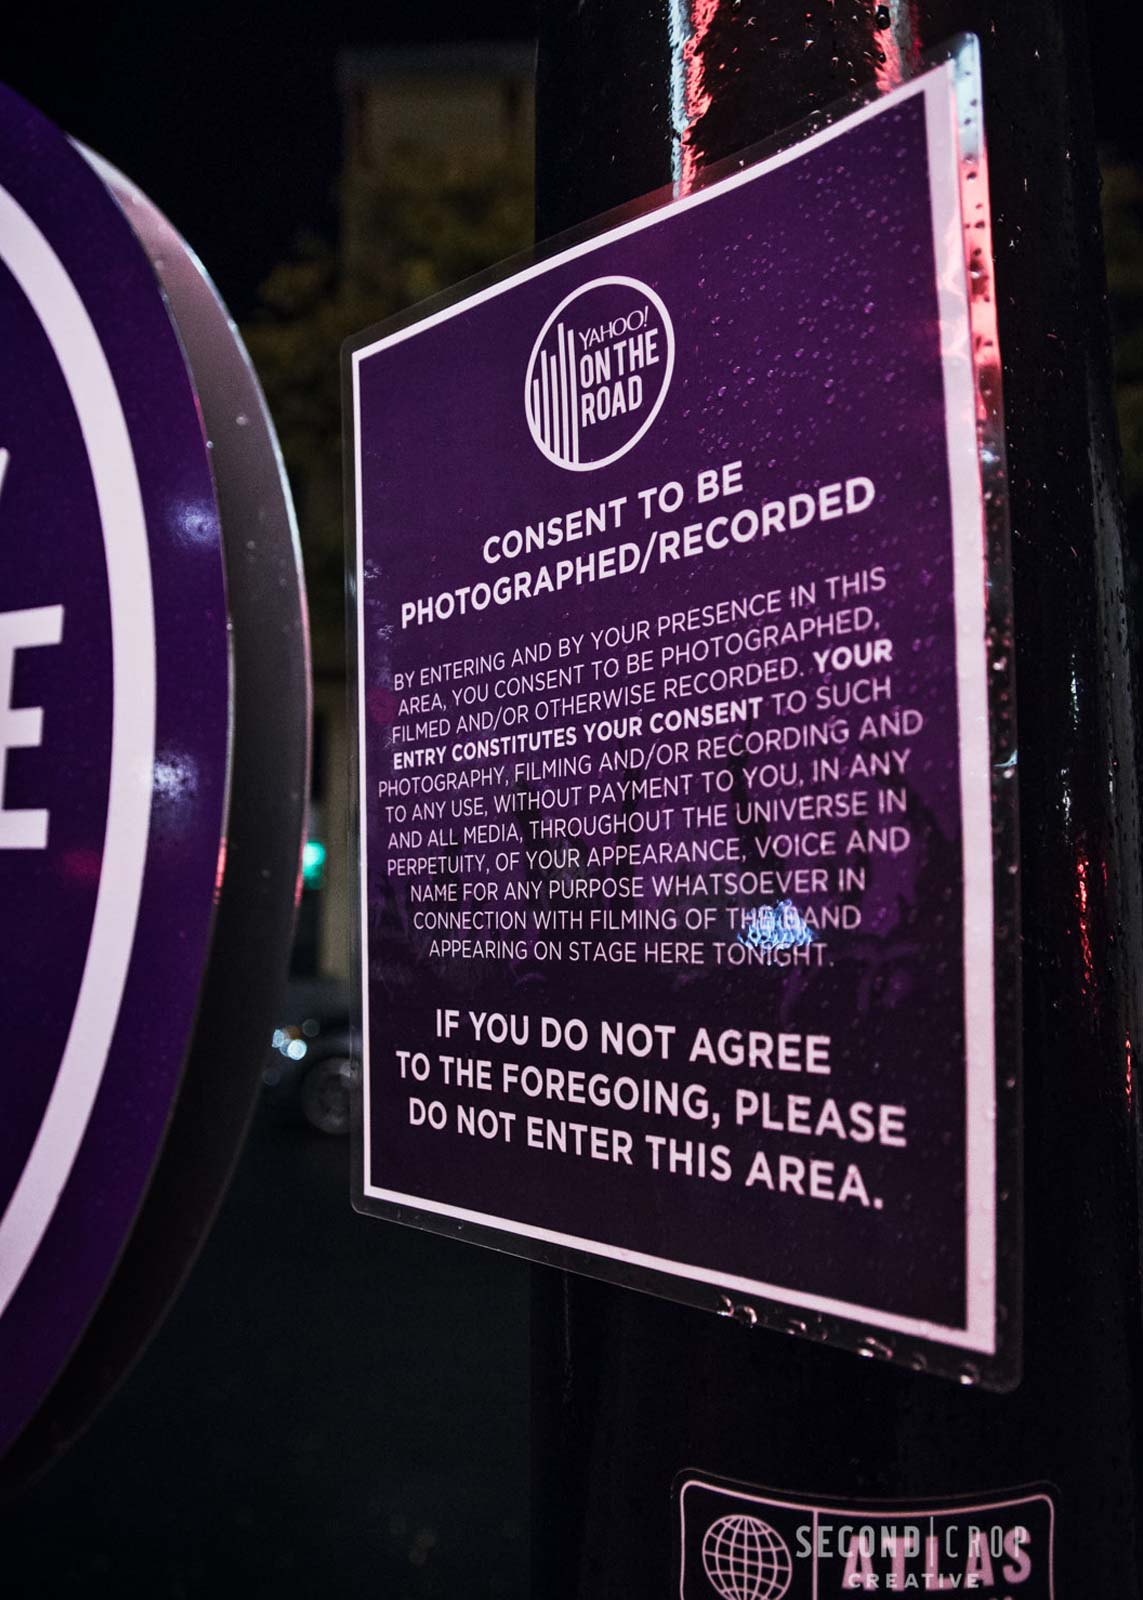 YAHOO!
ON THE
ROAD
CONSENT TO BE
PHOTOGRAPHED/RECORDED
BY ENTERING AND BY YOUR PRESENCE IN THIS
AREA, YOU CONSENT TO BE PHOTOGRAPHED,
FILMED AND/OR OTHERWISE RECORDED. YOUR
ENTRY CONSTITUTES YOUR CONSENT TO SUCH
PHOTOGRAPHY, FILMING AND/OR RECORDING AND
TO ANY USE, WITHOUT PAYMENT TO YOU, IN ANY
AND ALL MEDIA, THROUGHOUT THE UNIVERSE IN
PERPETUITY, OF YOUR APPEARANCE, VOICE AND
NAME FOR ANY PURPOSE WHATSOEVER IN
CONNECTION WITH FILMING OF THE BAND
APPEARING ON STAGE HERE TONIGHT.
IF YOU DO NOT AGREE
TO THE FOREGOING, PLEASE
DO NOT ENTER THIS AREA.
E
E
SECOND|CROP
CREATIVE
ATLAS